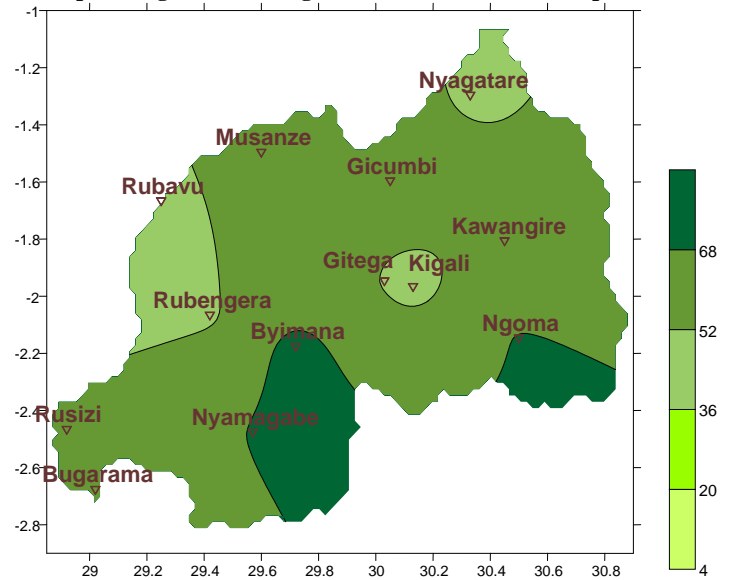 -1
-1.2
-1.4
-1.6
-1.8
-2
-2.2
-2.4
-2.6
-2.8
Nyagatare
Musanze
Gicumbi
Rubavu
Kawangire
Gitega
Kigali
Rubengera
Byimana
Ngoma
Rusizi
Nyamagabe
Bugarama
29
29.2
29.4
29.6
29.8
30
30.2
30.4
30.6
30.8
68
52
36
20
4